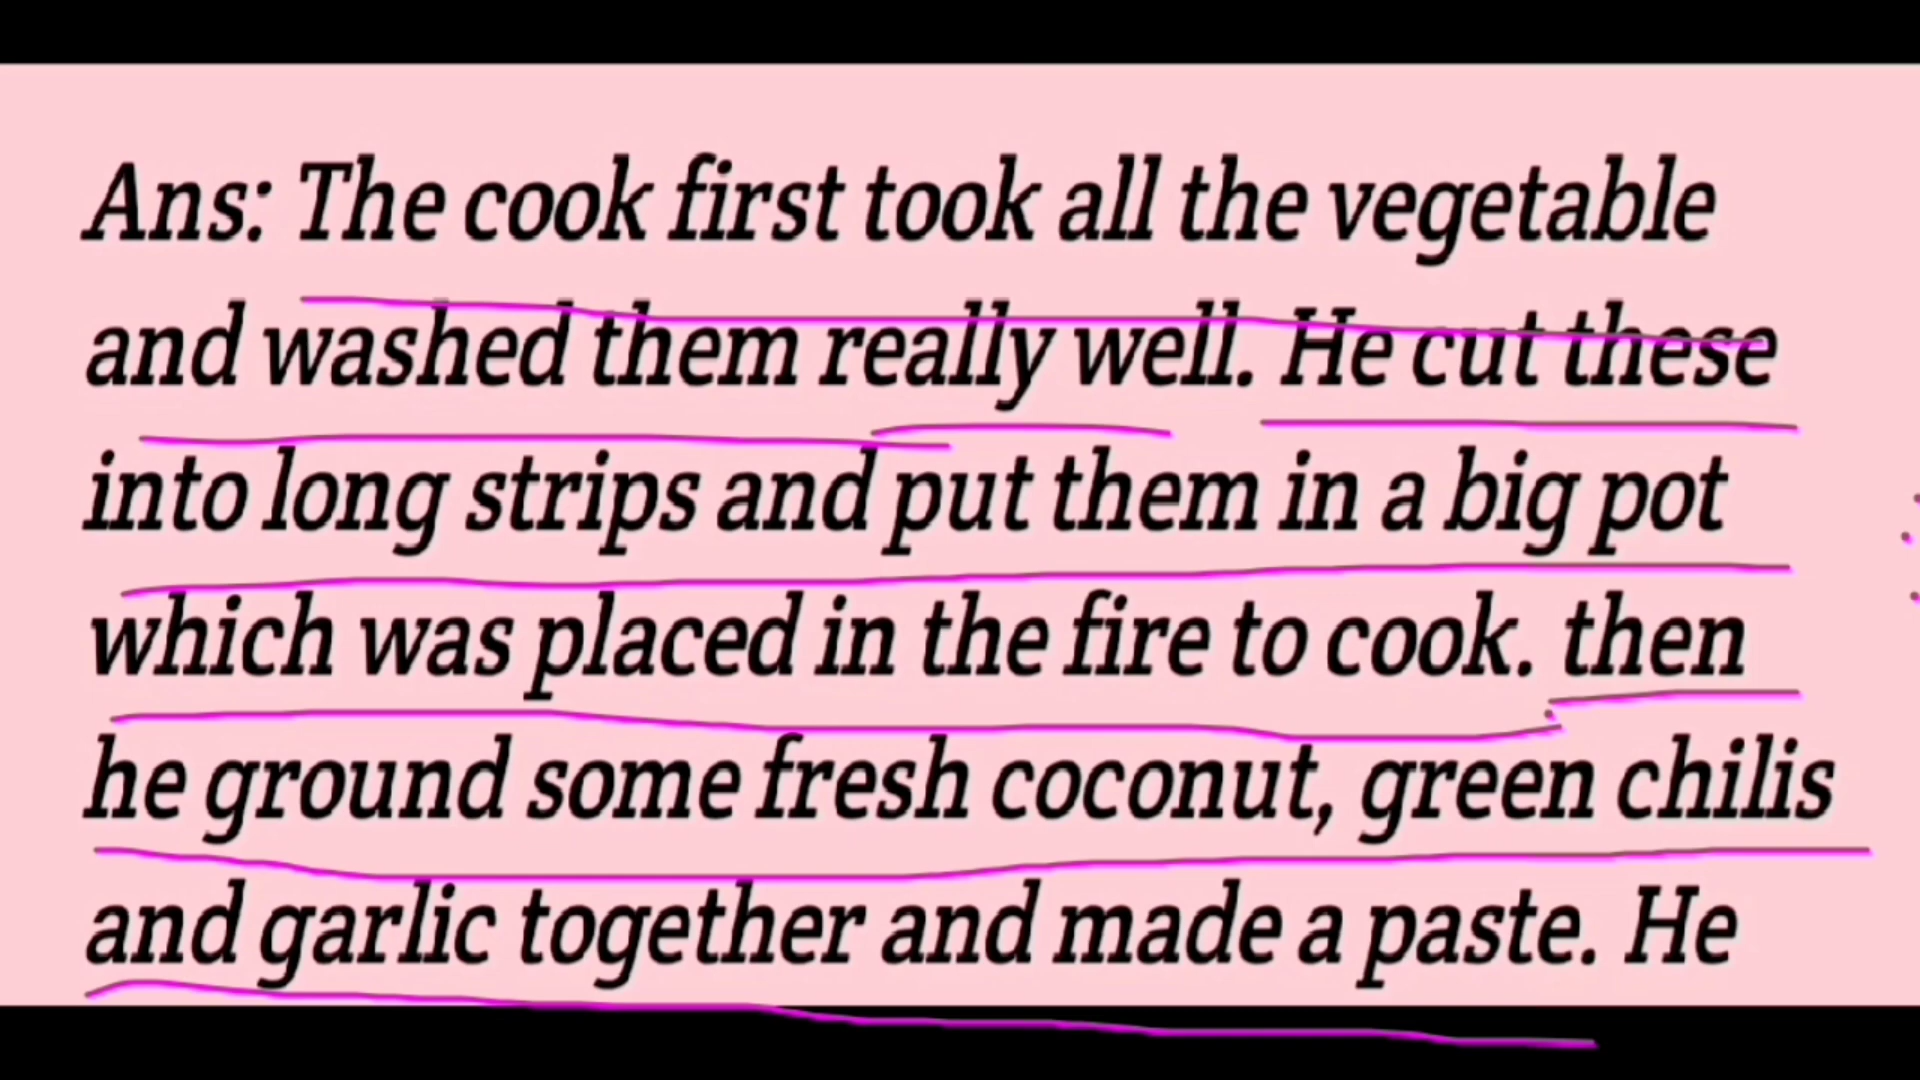 Ans: The cook first took all the vegetable
and washed them really well. He cut these
into long strips and put them in a big pot
which was placed in the fire to cook. then
he ground some fresh coconut, green chilis
and garlic together and made a paste. He